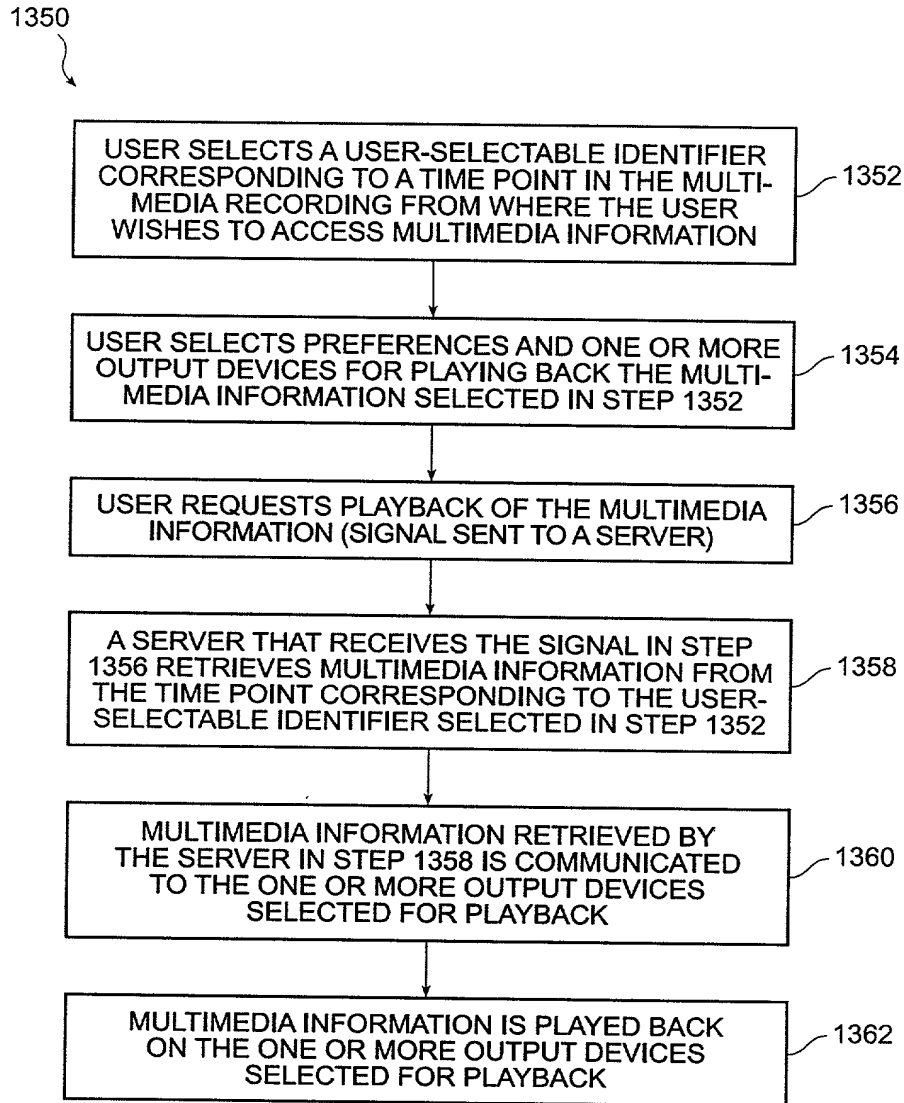 1350
USER SELECTS A USER-SELECTABLE IDENTIFIER
CORRESPONDING TO A TIME POINT IN THE MULTI-
MEDIA RECORDING FROM WHERE THE USER
WISHES TO ACCESS MULTIMEDIA INFORMATION
1352
USER SELECTS PREFERENCES AND ONE OR MORE
OUTPUT DEVICES FOR PLAYING BACK THE MULTI-
MEDIA INFORMATION SELECTED IN STEP 1352
1354
USER REQUESTS PLAYBACK OF THE MULTIMEDIA
INFORMATION (SIGNAL SENT TO A SERVER)
1356
A SERVER THAT RECEIVES THE SIGNAL IN STEP
1356 RETRIEVES MULTIMEDIA INFORMATION FROM
THE TIME POINT CORRESPONDING TO THE USER-
SELECTABLE IDENTIFIER SELECTED IN STEP 1352
1358
MULTIMEDIA INFORMATION RETRIEVED BY
THE SERVER IN STEP 1358 IS COMMUNICATED
TO THE ONE OR MORE OUTPUT DEVICES
SELECTED FOR PLAYBACK
1360
MULTIMEDIA INFORMATION IS PLAYED BACK
ON THE ONE OR MORE OUTPUT DEVICES
SELECTED FOR PLAYBACK
1362